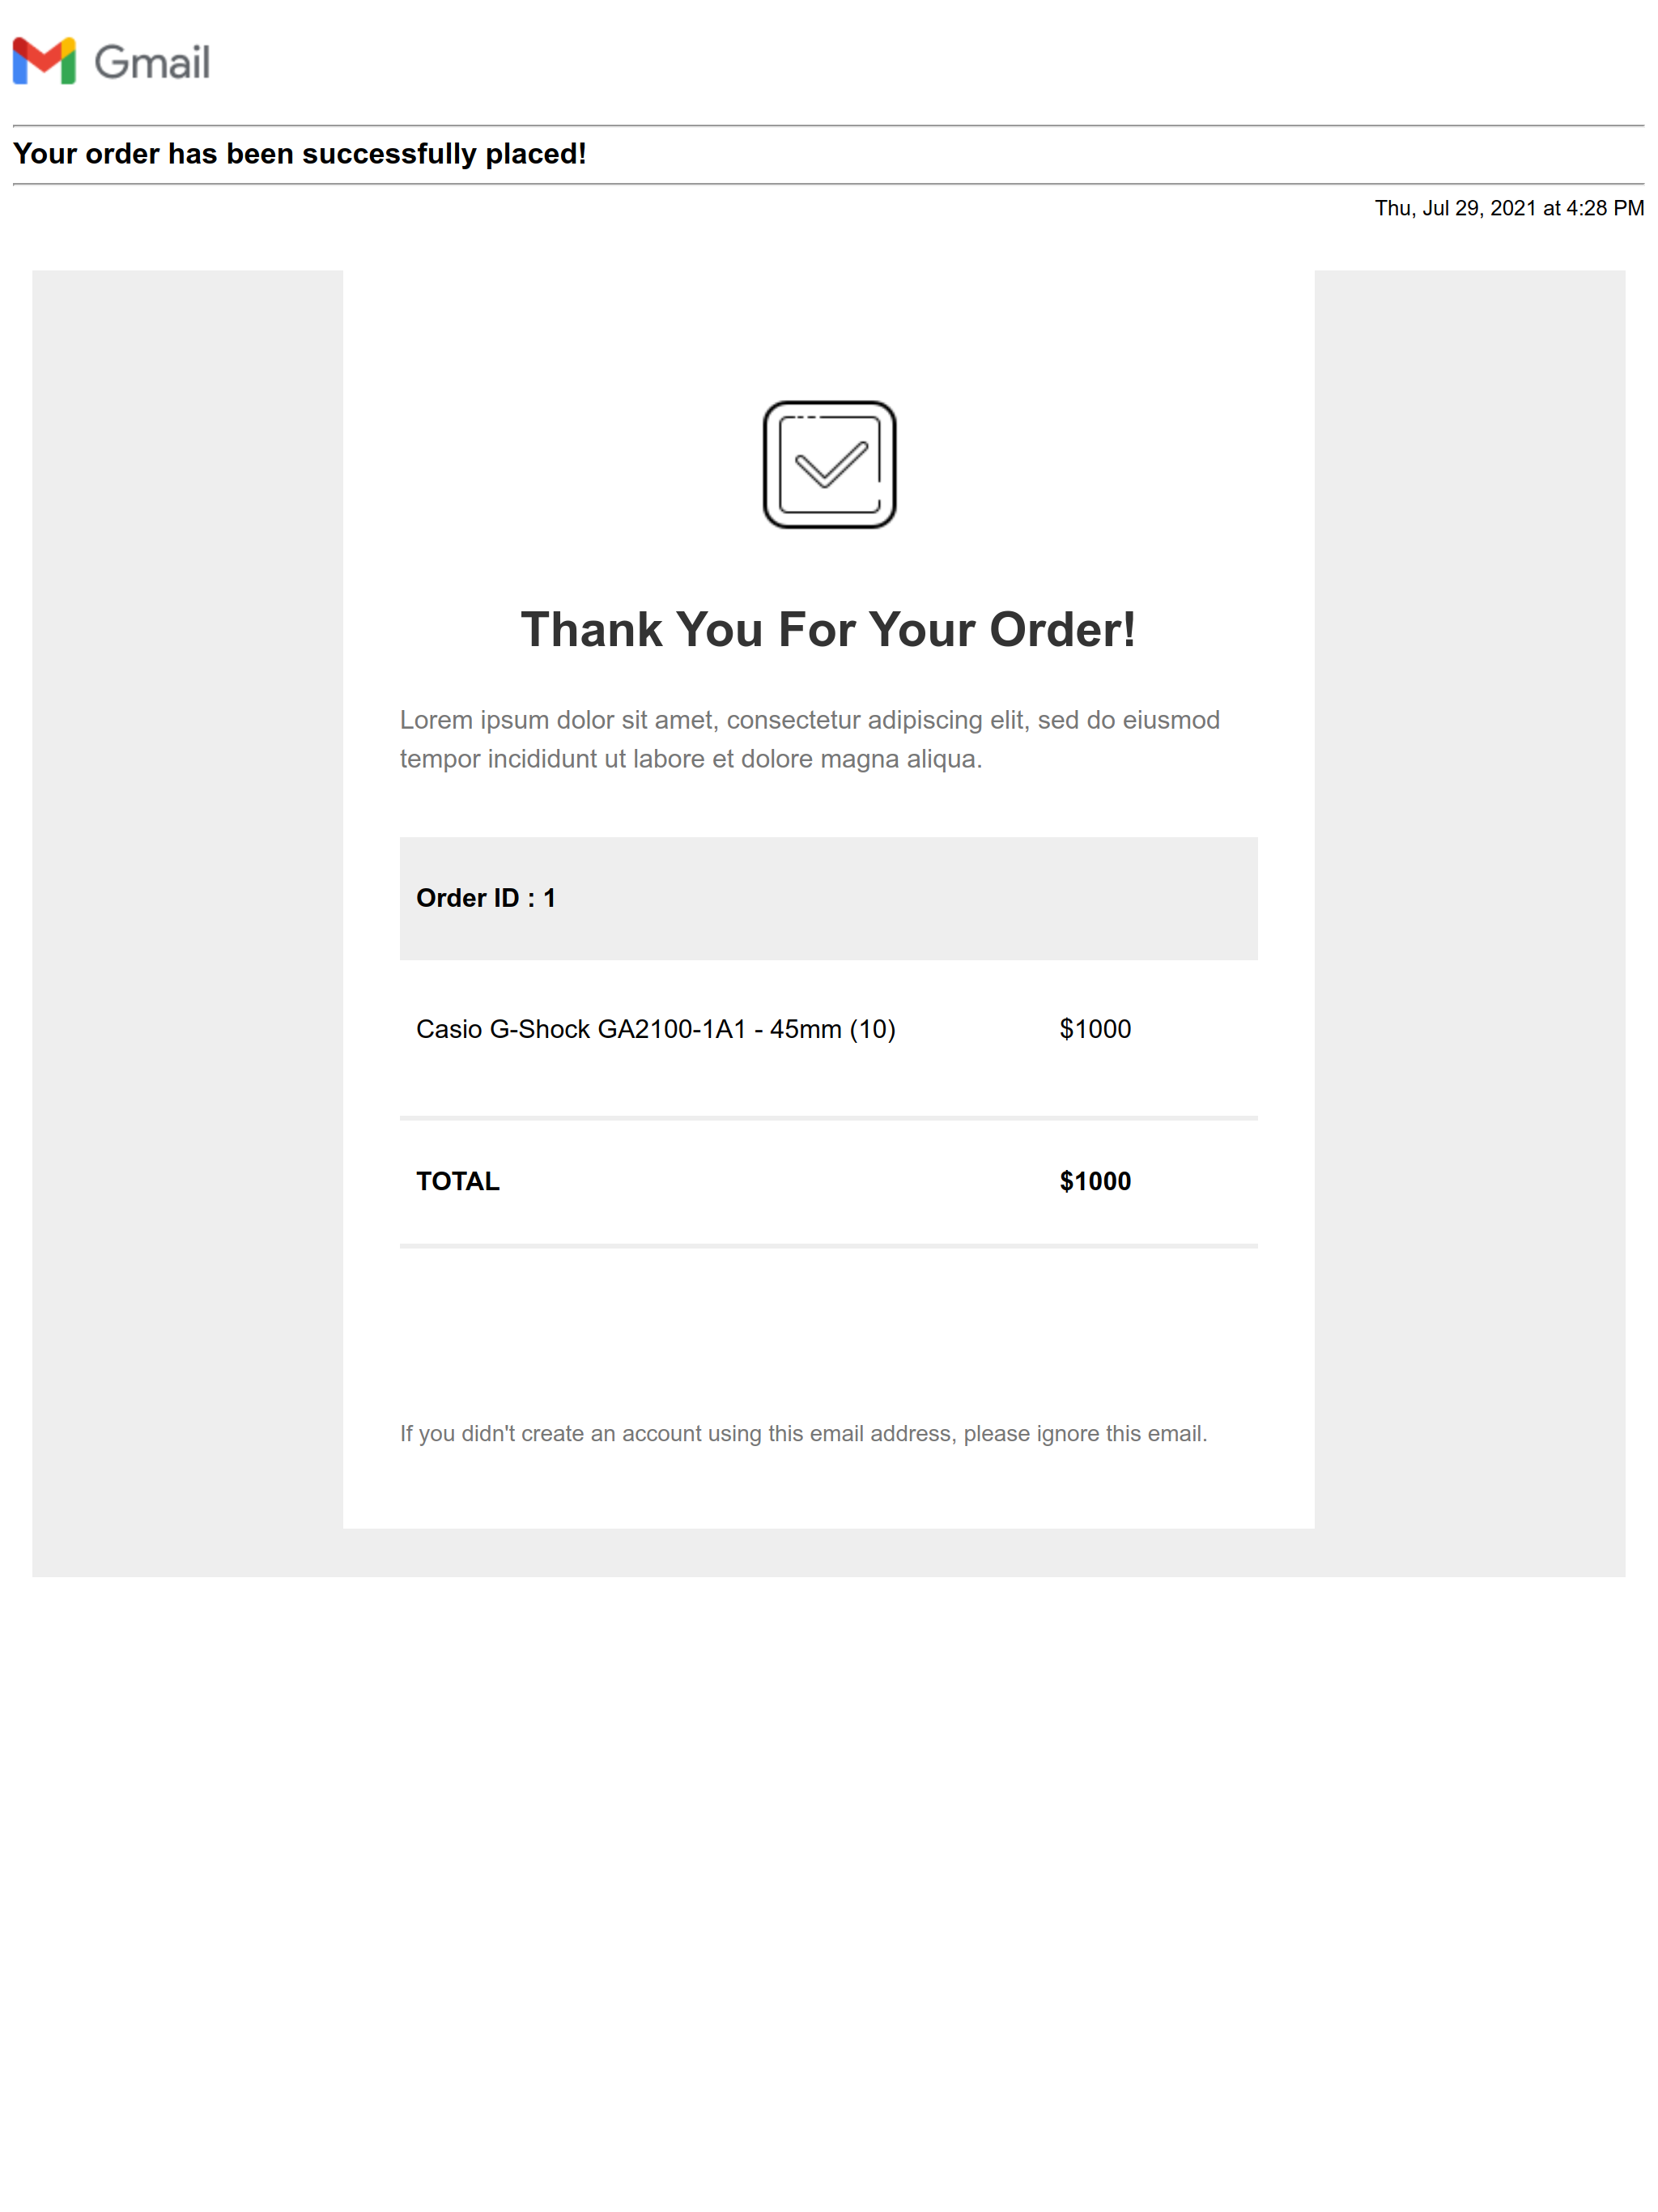 Gmail
Your order has been successfully placed!
Thu, Jul 29, 2021 at 4:28 PM
Thank You For Your Order!
Lorem ipsum dolor sit amet, consectetur adipiscing elit, sed do eiusmod
tempor incididunt ut labore et dolore magna aliqua.
Order ID : 1
Casio G-Shock GA2100-1A1 - 45mm (10) $1000
TOTAL $1000
If you didn't create an account using this email address, please ignore this email.